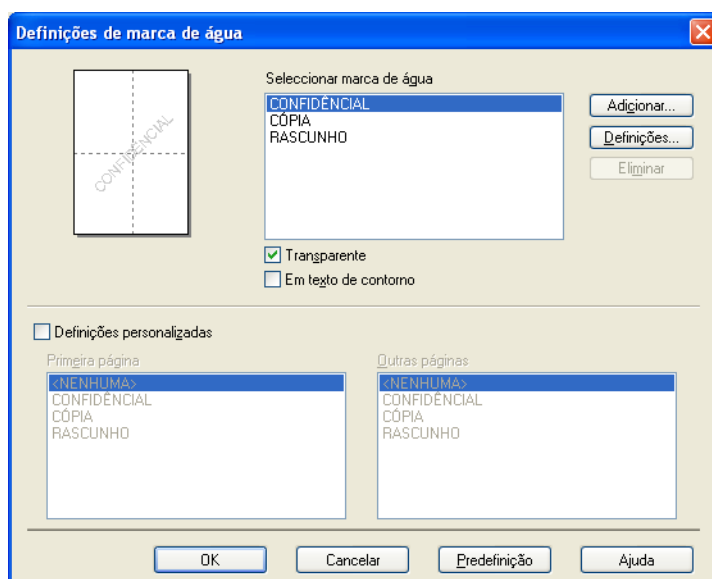 Definições de marca de água
Seleccionar marca de água
CONFIDÊNCIAL
CÓPIA
RASCUNHO
Adicionar...
Definições...
Eliminar
CONFIDÊNCIAL
Transparente
Em texto de contorno
Definições personalizadas
Primeira página
<NENHUMA>
CONFIDÊNCIAL
CÓPIA
RASCUNHO
Outras páginas
<NENHUMA>
CONFIDÊNCIAL
CÓPIA
RASCUNHO
OK
Cancelar
Predefinição
Ajuda